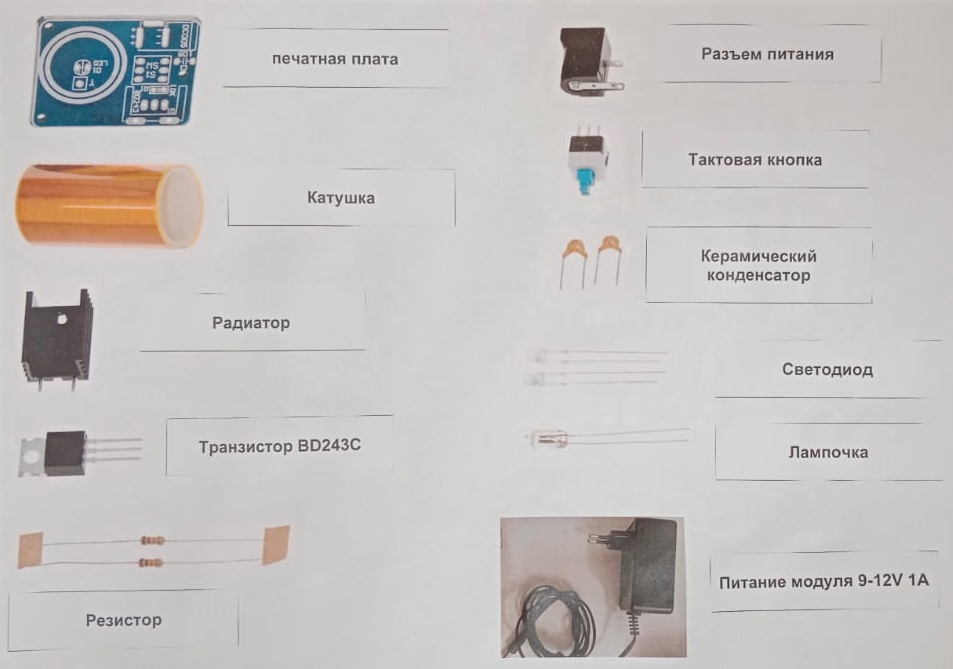 печатная плата
Разъем питания
Катушка
Тактовая кнопка
Радиатор
Керамический
конденсатор
Транзистор BD243C
Светодиод
Лампочка
Резистор
Питание модуля 9-12V 1A